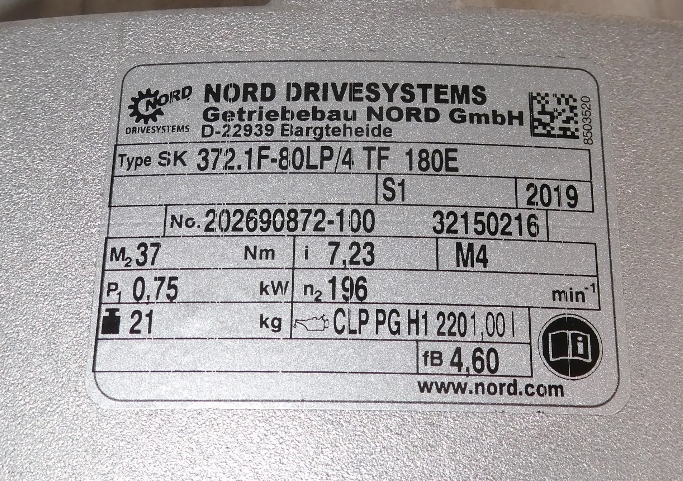 NORD DRIVESYSTEMS
NORD DRIVESYSTEMS
Getriebebau NORD GmbH
D-22939 Bargteheide
8503520
Type SK 372.1F-80LP/4 TF 180E
S1 2019
No. 202690872-100 32150216
M2 37 Nm i 7,23 M4
P1 0,75 kW n2 196 min-1
21 kg CLP PG H1 220 1,00 l
fB 4,60
www.nord.com